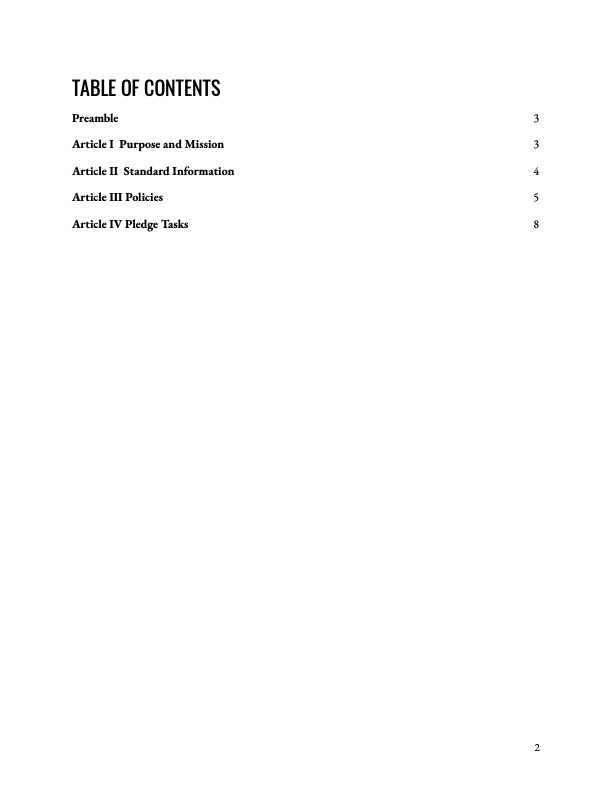 TABLE OF CONTENTS
Preamble 3
Article I  Purpose and Mission 3
Article II  Standard Information 4
Article III Policies 5
Article IV Pledge Tasks 8
2